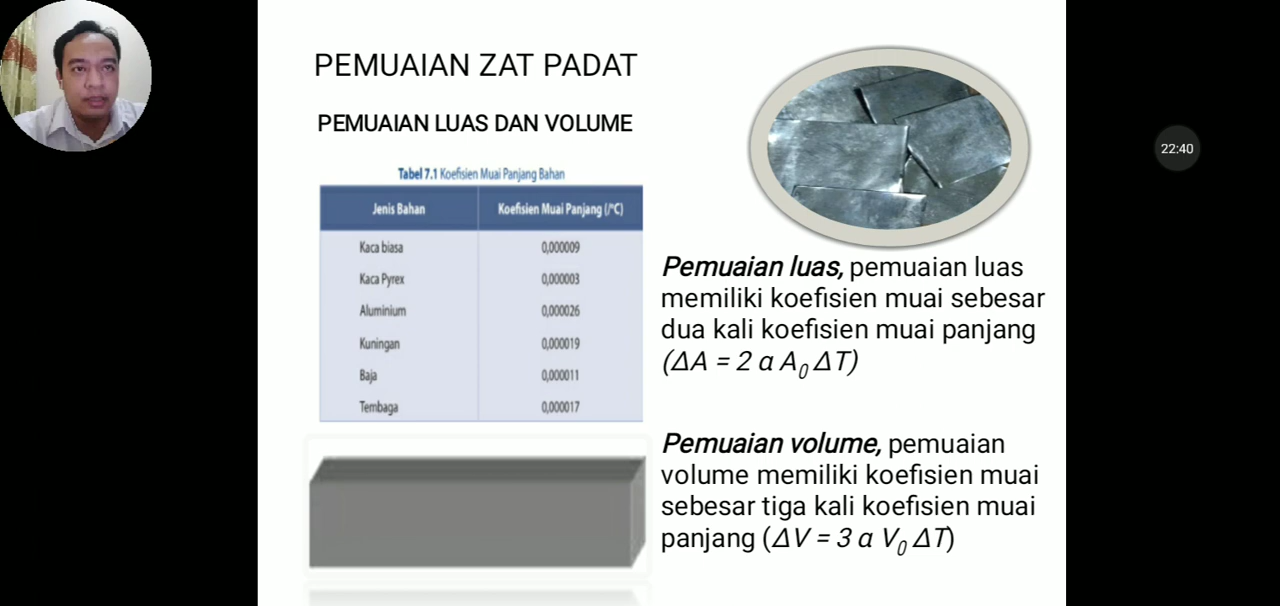 PEMUAIAN ZAT PADAT
PEMUAIAN LUAS DAN VOLUME
Tabel 7.1 Koefisien Muai Panjang Bahan
Jenis Bahan Koefisien Muai Panjang (/°C)
Kaca biasa 0,000009
Kaca Pyrex 0,000003
Aluminium 0,000026
Kuningan 0,000019
Baja 0,000011
Tembaga 0,000017
Pemuaian luas, pemuaian luas
memiliki koefisien muai sebesar
dua kali koefisien muai panjang
(ΔA = 2 α A₀ ΔT)
Pemuaian volume, pemuaian
volume memiliki koefisien muai
sebesar tiga kali koefisien muai
panjang (ΔV = 3 α V₀ ΔT)
22:40